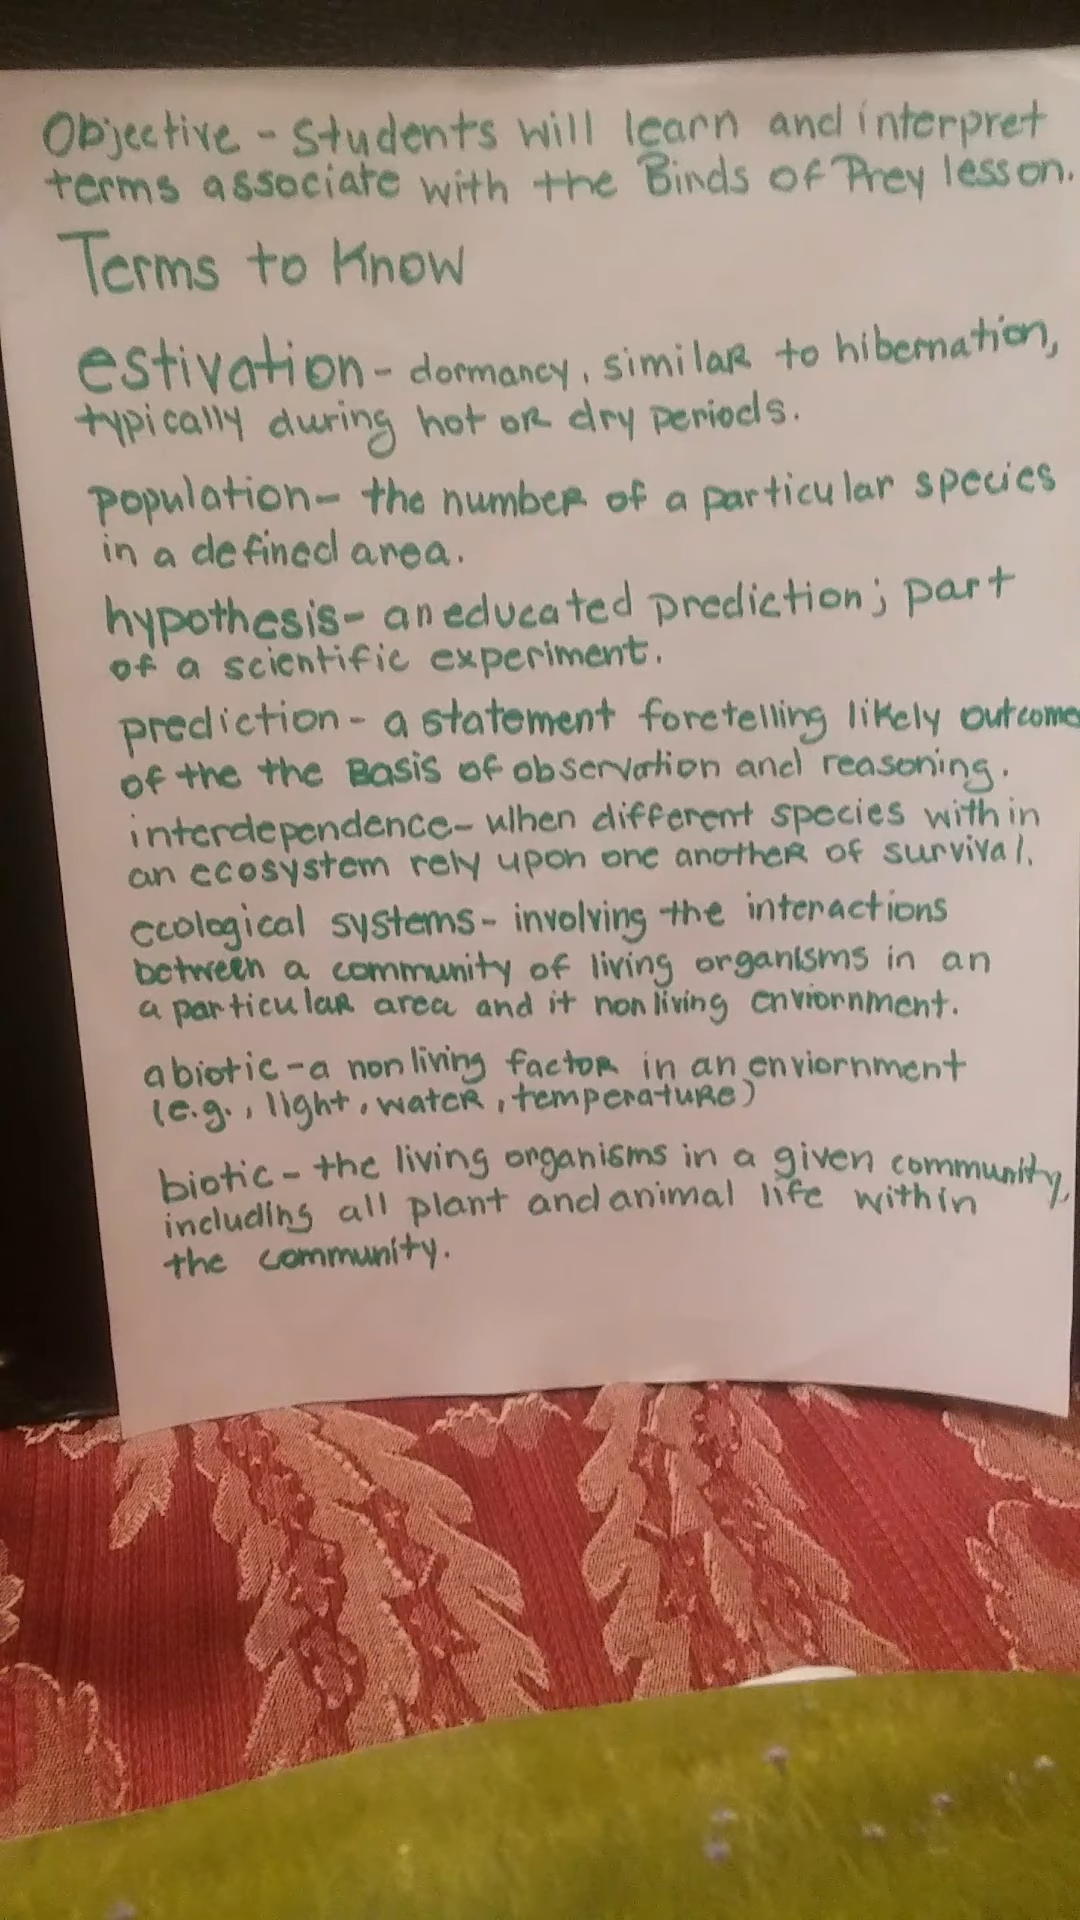 Objective - Students will learn and interpret
terms associate with the Birds of Prey lesson.
Terms to Know
estivation - dormancy, similar to hibernation,
typically during hot or dry periods.
population - the number of a particular species
in a defined area.
hypothesis - an educated prediction; part
of a scientific experiment.
prediction - a statement foretelling likely outcome
of the the Basis of observation and reasoning.
interdependence - when different species within
an ecosystem rely upon one another of survival.
ecological systems - involving the interactions
between a community of living organisms in an
a particular area and it nonliving enviornment.
abiotic - a nonliving factor in an enviornment
(e.g., light, water, temperature)
biotic - the living organisms in a given community,
including all plant and animal life within
the community.